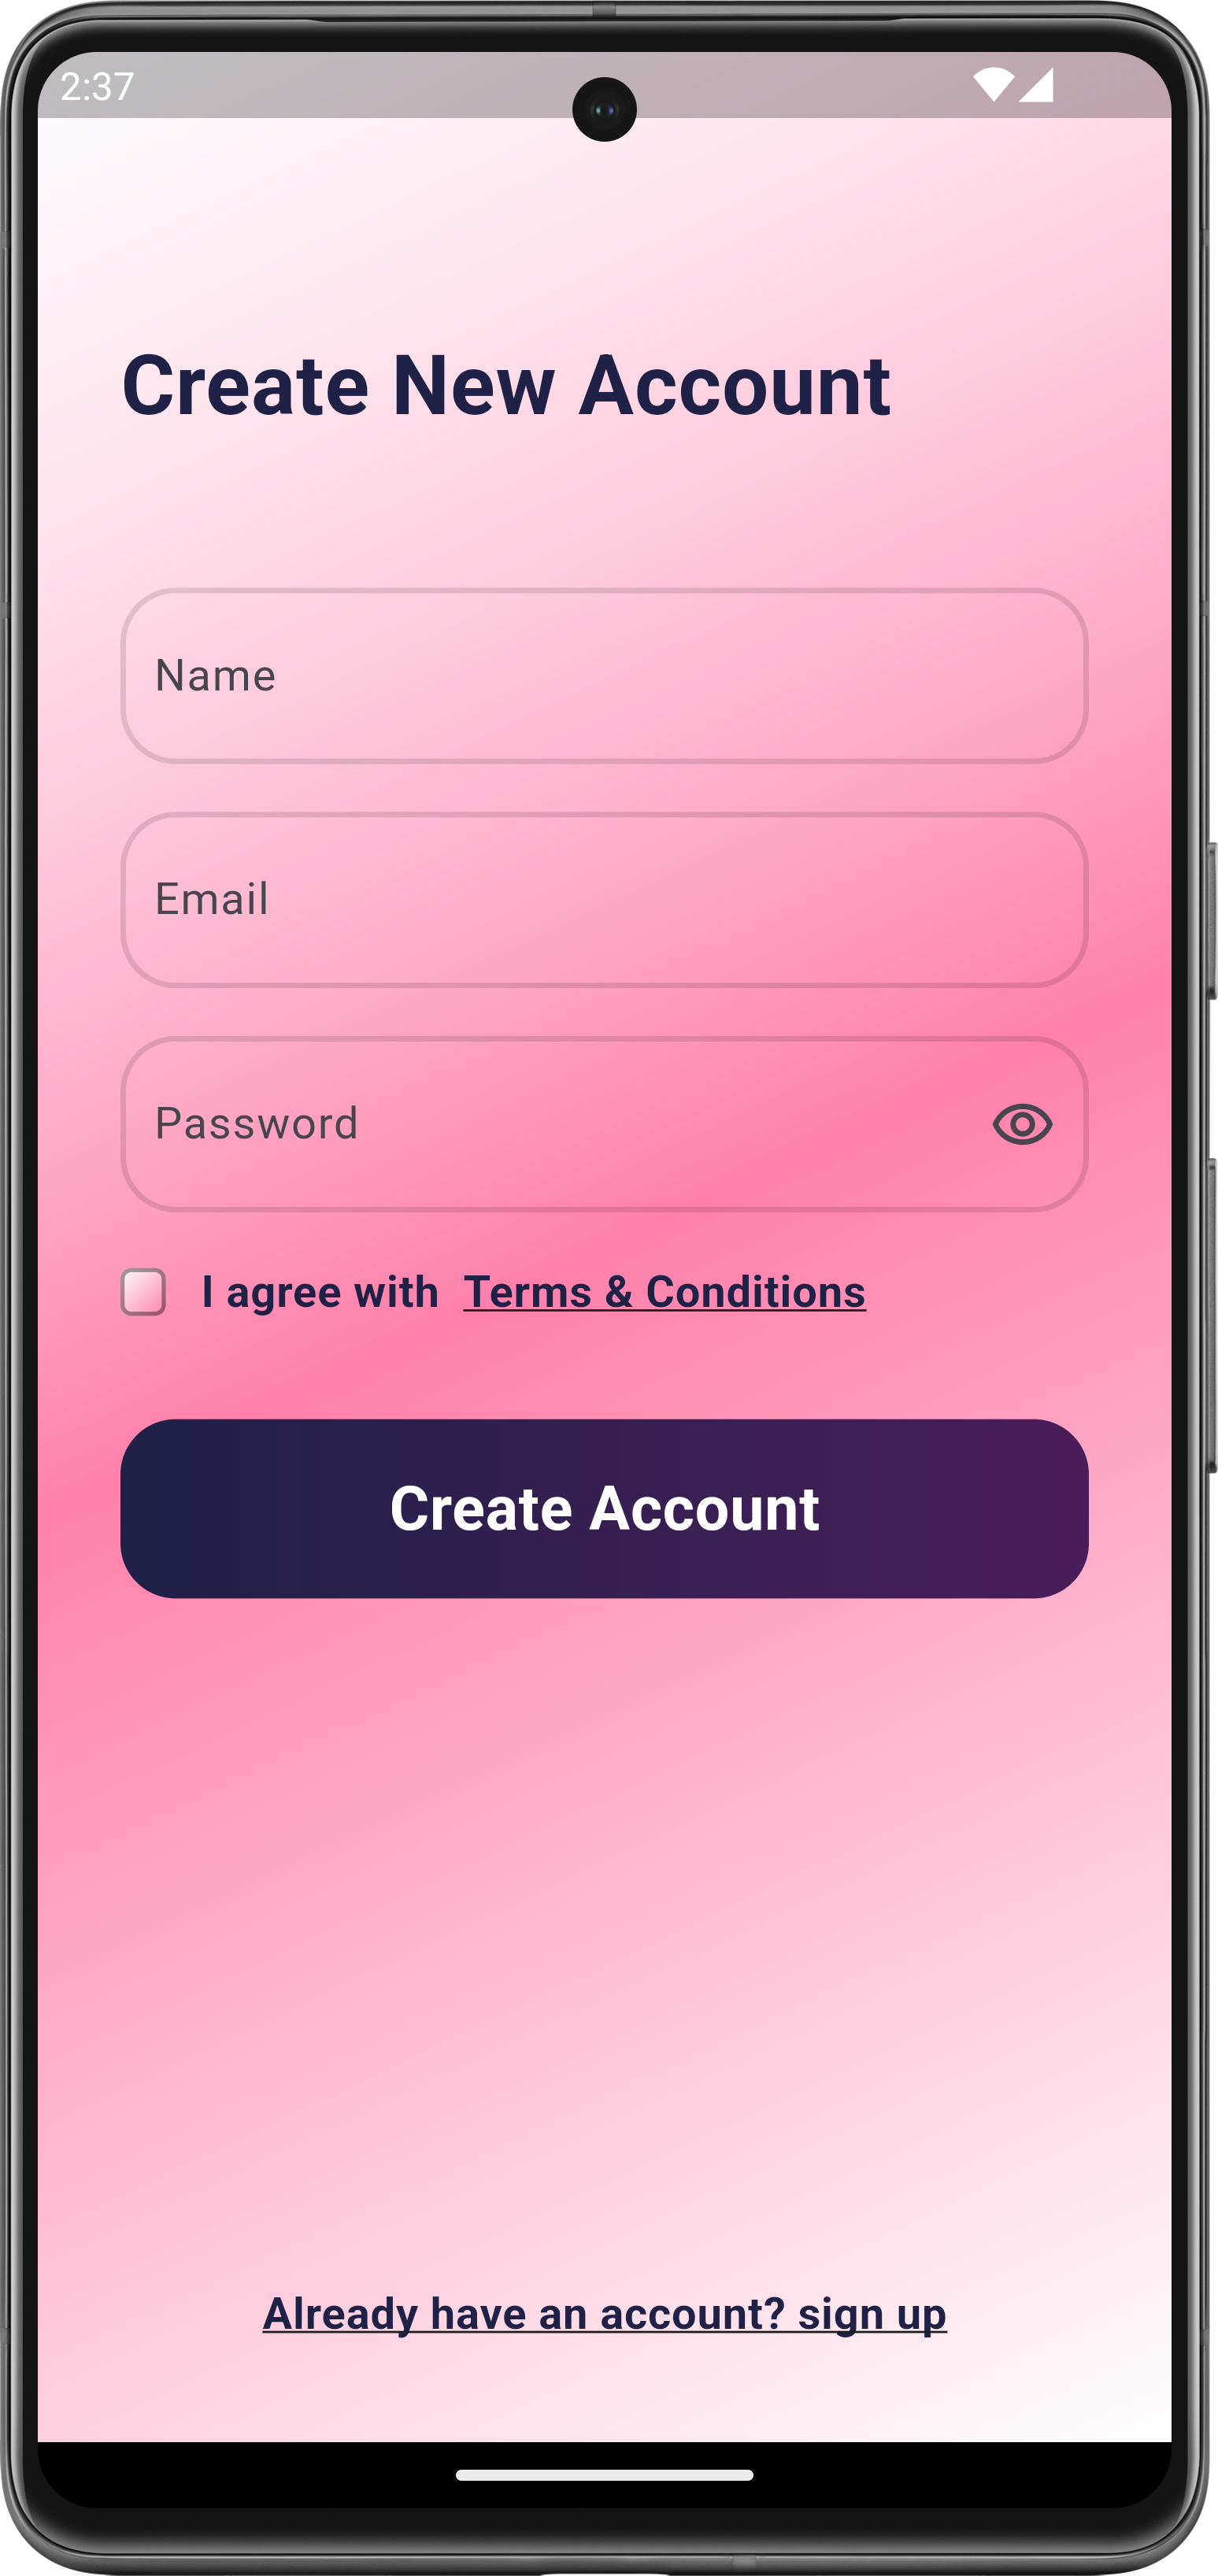 2:37
Create New Account
Name
Email
Password
I agree with Terms & Conditions
Create Account
Already have an account? sign up